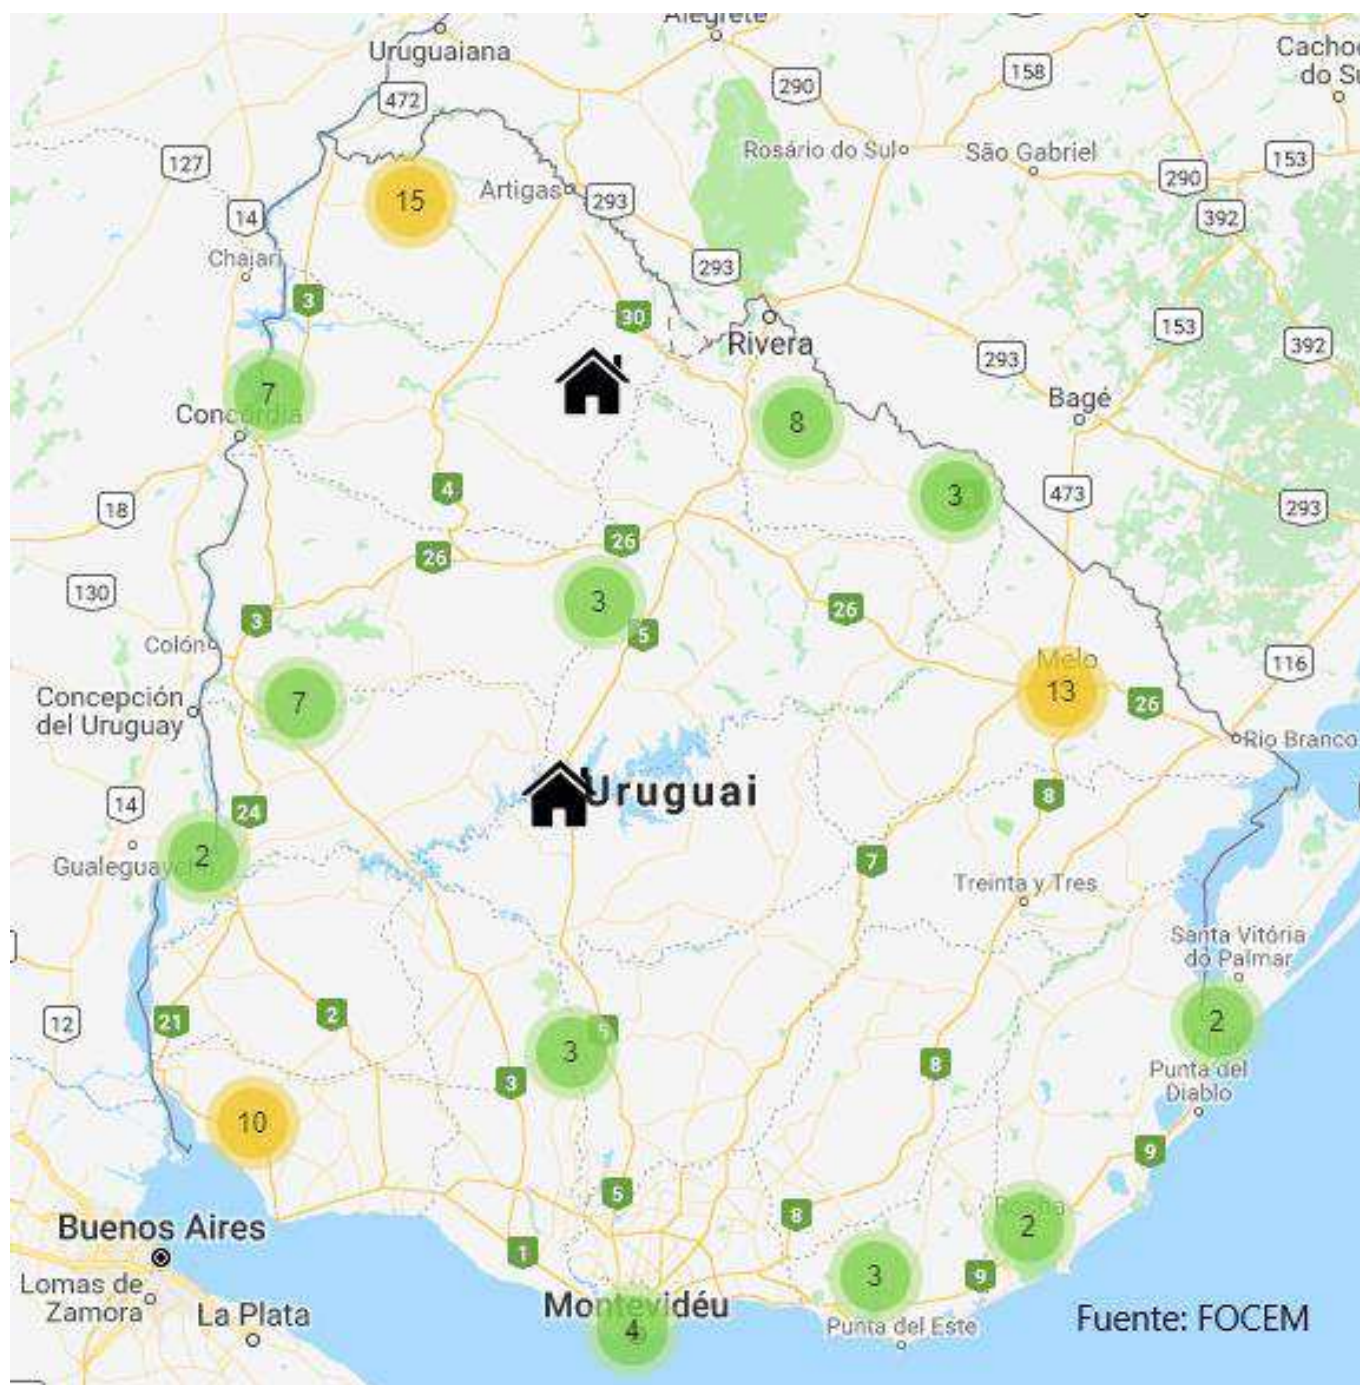 Alegrete
Uruguaiana
Cachoe
do Su
158
290
472
127
Rosário do Sul
São Gabriel
153
290
15
Artigas
293
14
392
Chajarí
293
3
30
153
Rivera
293
392
7
Concordia
8
Bagé
4
3
473
18
293
26
26
3
130
26
3
5
Colón
Melo
116
Concepción
del Uruguay
7
13
26
Rio Branco
Uruguai
14
24
8
2
Gualeguaychú
7
Treinta y Tres
Santa Vitória
do Palmar
12
21
2
3
5
2
8
Punta del
Diablo
3
10
9
5
8
Buenos Aires
1
2
9
3
Lomas de
Zamora
La Plata
Montevidéu
4
Punta del Este
Fuente: FOCEM